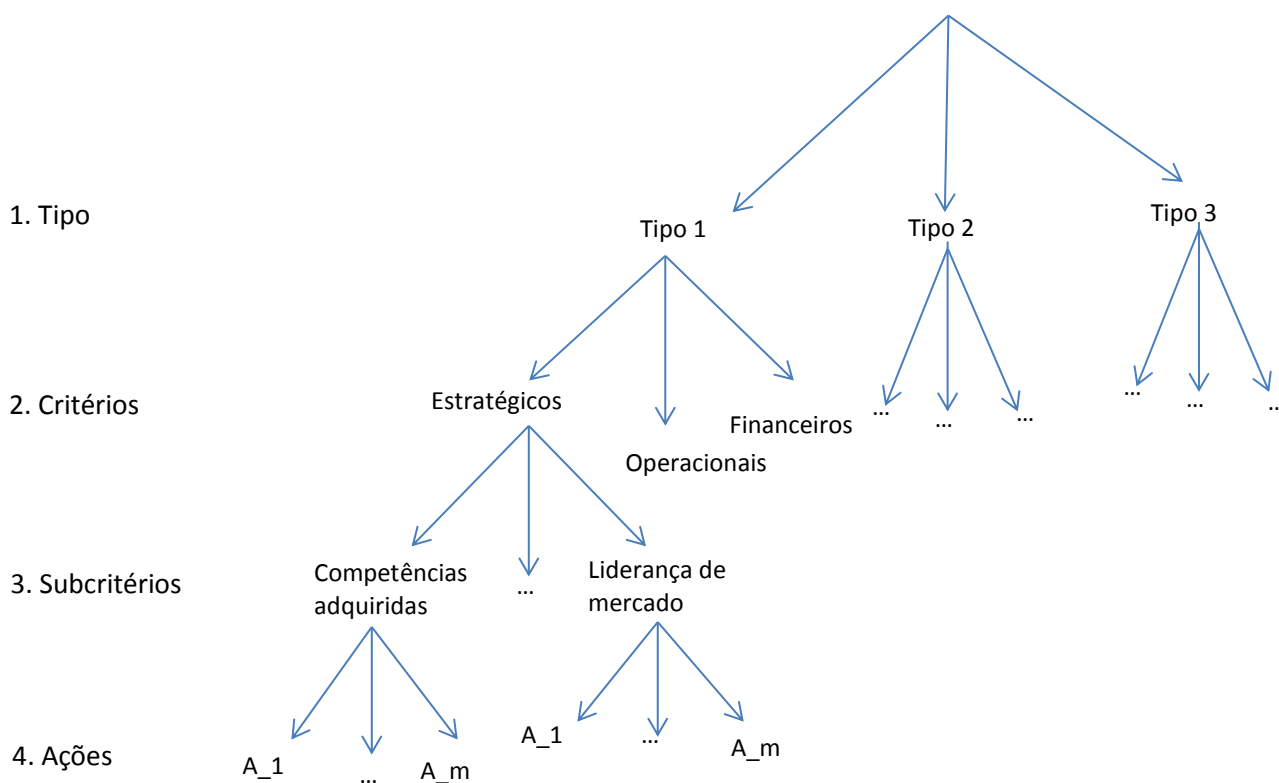 1. Tipo
Tipo 1
Tipo 2
Tipo 3
2. Critérios
Estratégicos
Operacionais
Financeiros
...
...
...
...
...
...
3. Subcritérios
Competências
adquiridas
...
Liderança de
mercado
4. Ações
A_1
...
A_m
A_1
...
A_m